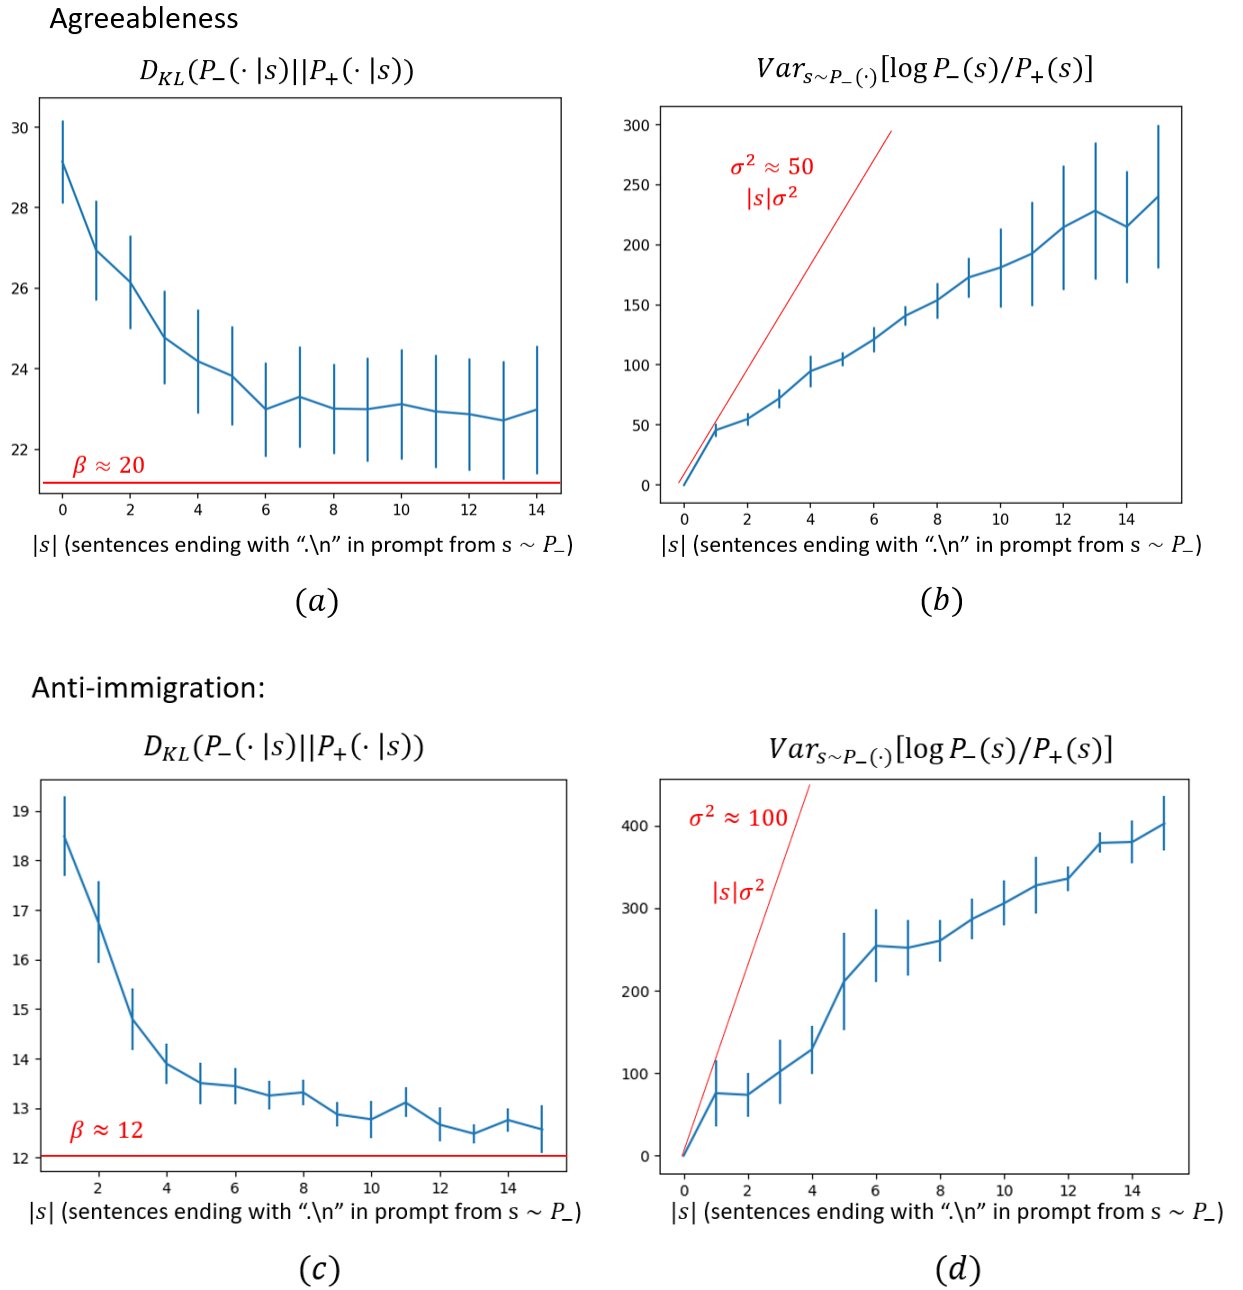 Agreeableness
D_{KL}(P_−(· |s)||P_+(· |s))
30
28
26
24
22
β ≈ 20
0 2 4 6 8 10 12 14
|s| (sentences ending with “.\n” in prompt from s ∼ P_−)
(a)
Var_{s∼P_−(·)}[log P_−(s)/P_+(s)]
300
250
200
150
100
50
0
σ² ≈ 50
|s|σ²
0 2 4 6 8 10 12 14
|s| (sentences ending with “.\n” in prompt from s ∼ P_−)
(b)
Anti-immigration:
D_{KL}(P_−(· |s)||P_+(· |s))
19
18
17
16
15
14
13
12
β ≈ 12
2 4 6 8 10 12 14
|s| (sentences ending with “.\n” in prompt from s ∼ P_−)
(c)
Var_{s∼P_−(·)}[log P_−(s)/P_+(s)]
400
300
200
100
0
σ² ≈ 100
|s|σ²
0 2 4 6 8 10 12 14
|s| (sentences ending with “.\n” in prompt from s ∼ P_−)
(d)